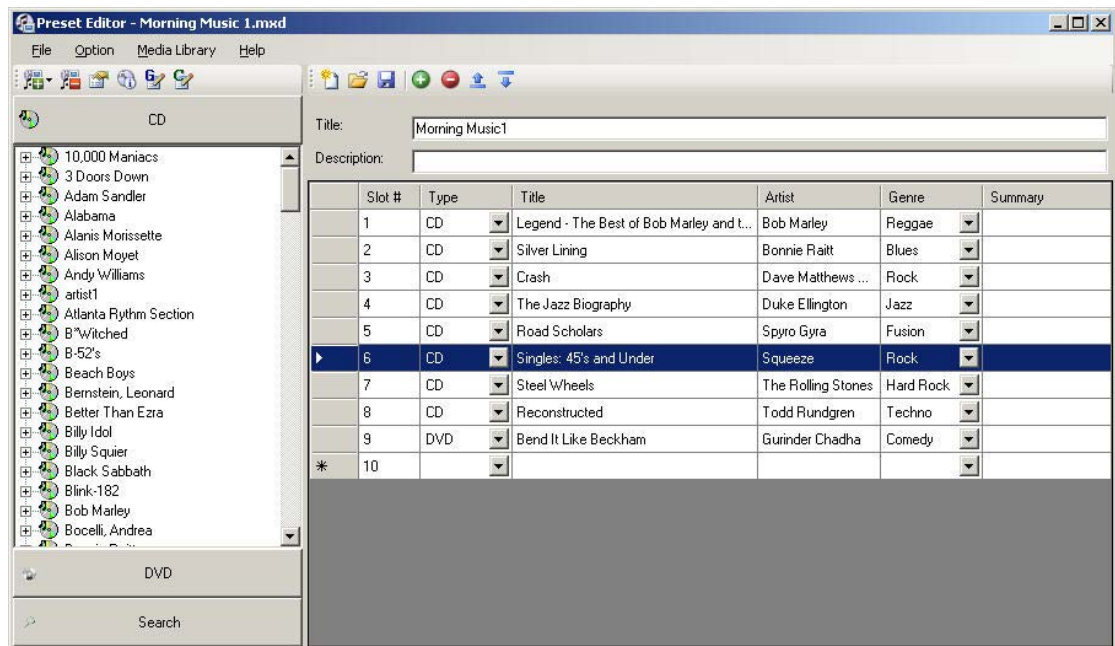 Preset Editor - Morning Music 1.mxd
File Option Media Library Help
CD
10,000 Maniacs
3 Doors Down
Adam Sandler
Alabama
Alanis Morissette
Alison Moyet
Andy Williams
artist1
Atlanta Rythm Section
B*Witched
B-52's
Beach Boys
Bernstein, Leonard
Better Than Ezra
Billy Idol
Billy Squier
Black Sabbath
Blink-182
Bob Marley
Bocelli, Andrea
DVD
Search
Title: Morning Music1
Description:
Slot # Type Title Artist Genre Summary
1 CD Legend - The Best of Bob Marley and t... Bob Marley Reggae
2 CD Silver Lining Bonnie Raitt Blues
3 CD Crash Dave Matthews ... Rock
4 CD The Jazz Biography Duke Ellington Jazz
5 CD Road Scholars Spyro Gyra Fusion
6 CD Singles: 45's and Under Squeeze Rock
7 CD Steel Wheels The Rolling Stones Hard Rock
8 CD Reconstructed Todd Rundgren Techno
9 DVD Bend It Like Beckham Gurinder Chadha Comedy
* 10